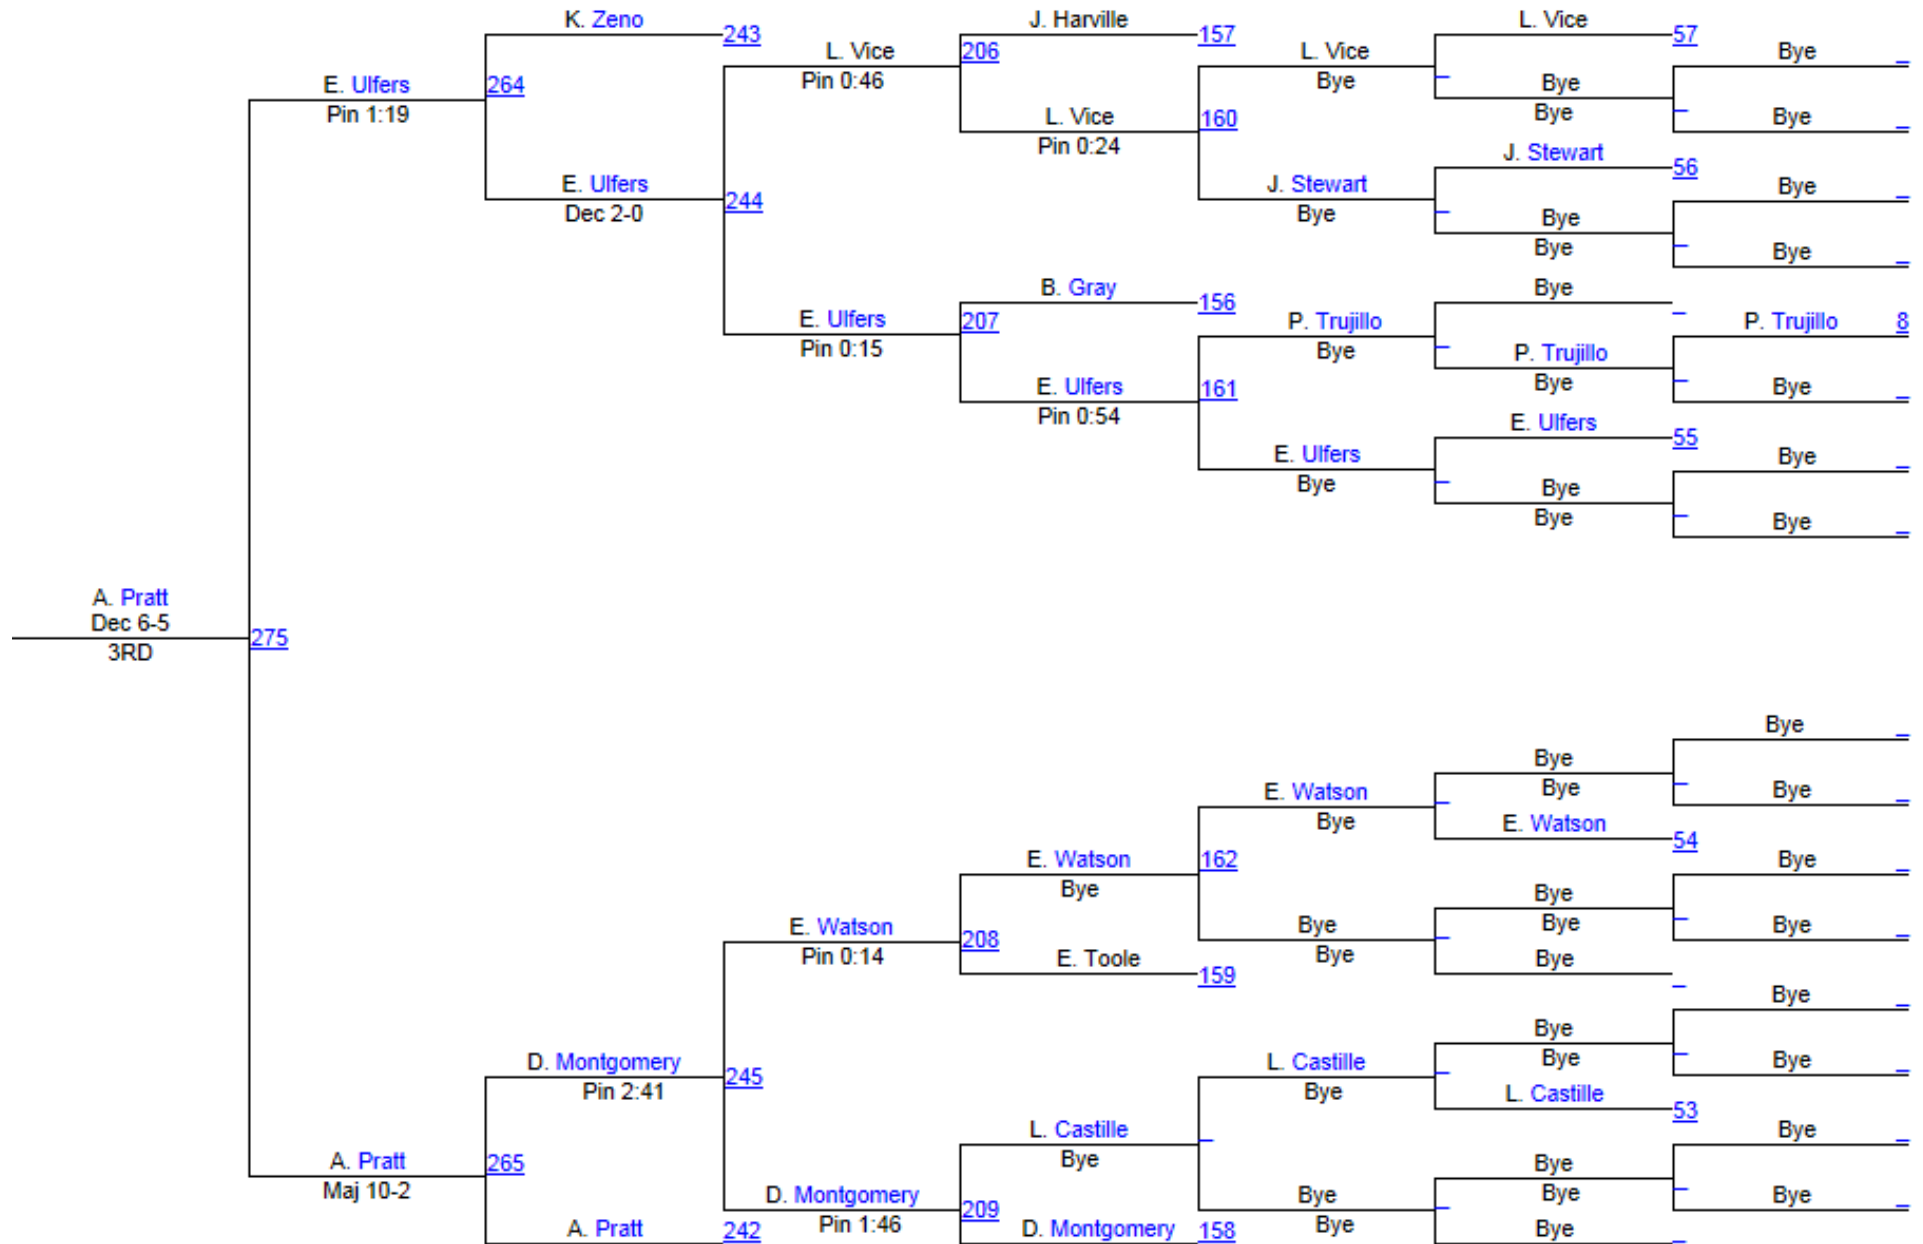 K. Zeno
243
J. Harville
157
L. Vice
57
L. Vice
206
L. Vice
Bye
_
Pin 0:46
Bye
E. Ulfers
264
Bye
_
Pin 1:19
L. Vice
160
Bye
_
Bye
_
Pin 0:24
J. Stewart
56
E. Ulfers
244
J. Stewart
Bye
_
Dec 2-0
Bye
_
Bye
Bye
_
Bye
_
B. Gray
156
Bye
_
E. Ulfers
207
P. Trujillo
P. Trujillo
8
Pin 0:15
Bye
_
P. Trujillo
Bye
_
Bye
_
E. Ulfers
161
Pin 0:54
E. Ulfers
55
E. Ulfers
Bye
_
Bye
_
Bye
Bye
_
Bye
_
A. Pratt
Dec 6-5
275
3RD
Bye
_
Bye
Bye
_
Bye
_
E. Watson
_
Bye
E. Watson
54
E. Watson
162
Bye
_
Bye
Bye
Bye
_
Bye
_
E. Watson
208
Bye
_
Pin 0:14
Bye
E. Toole
159
Bye
_
Bye
_
Bye
Bye
_
Bye
_
D. Montgomery
245
L. Castille
_
Pin 2:41
Bye
L. Castille
53
L. Castille
_
Bye
_
Bye
A. Pratt
265
Bye
Maj 10-2
Bye
_
Bye
_
D. Montgomery
209
Bye
_
Pin 1:46
Bye
A. Pratt
242
D. Montgomery
158
Bye
_